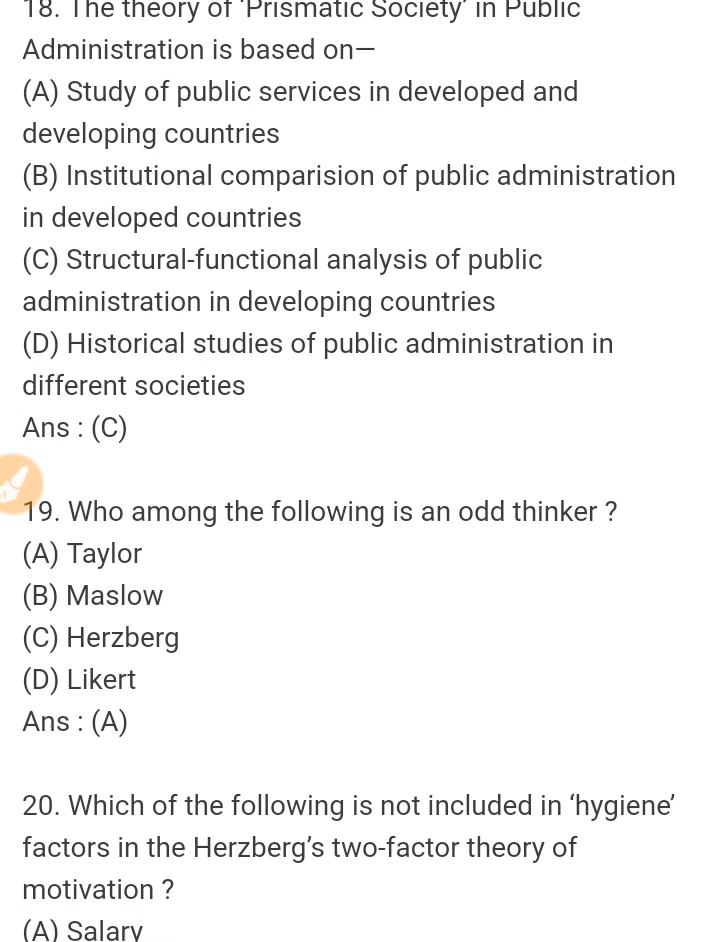 18. The theory of ‘Prismatic Society’ in Public
Administration is based on—
(A) Study of public services in developed and
developing countries
(B) Institutional comparision of public administration
in developed countries
(C) Structural-functional analysis of public
administration in developing countries
(D) Historical studies of public administration in
different societies
Ans : (C)
19. Who among the following is an odd thinker ?
(A) Taylor
(B) Maslow
(C) Herzberg
(D) Likert
Ans : (A)
20. Which of the following is not included in ‘hygiene’
factors in the Herzberg’s two-factor theory of
motivation ?
(A) Salary